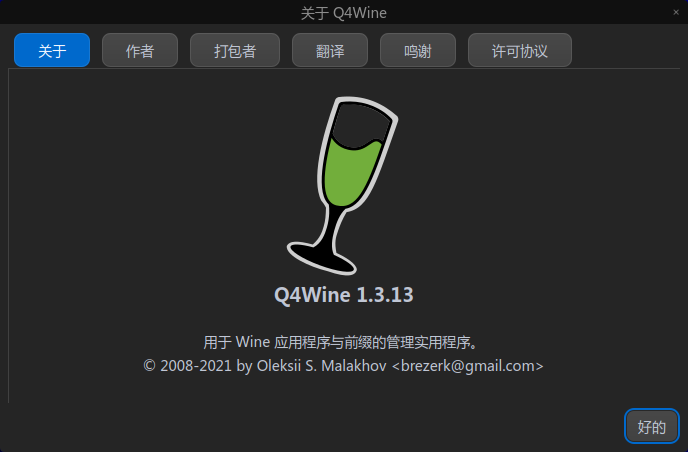 关于 Q4Wine
×
关于 作者 打包者 翻译 鸣谢 许可协议
Q4Wine 1.3.13
用于 Wine 应用程序与前缀的管理实用程序。
© 2008-2021 by Oleksii S. Malakhov <brezerk@gmail.com>
好的